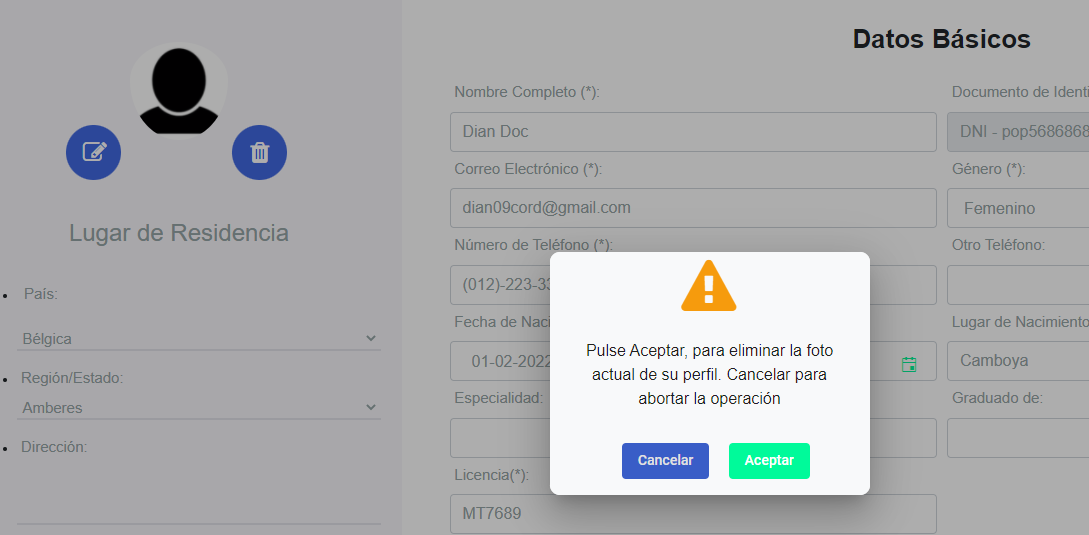 Lugar de Residencia
País:
Bélgica
Región/Estado:
Amberes
Dirección:
Datos Básicos
Nombre Completo (*):
Documento de Identi
Dian Doc
DNI - pop5686868
Correo Electrónico (*):
Género (*):
dian09cord@gmail.com
Femenino
Número de Teléfono (*):
Otro Teléfono:
(012)-223-33
Fecha de Naci
Lugar de Nacimiento
01-02-2022
Camboya
Especialidad:
Graduado de:
Licencia(*):
MT7689
Pulse Aceptar, para eliminar la foto
actual de su perfil. Cancelar para
abortar la operación
Cancelar
Aceptar